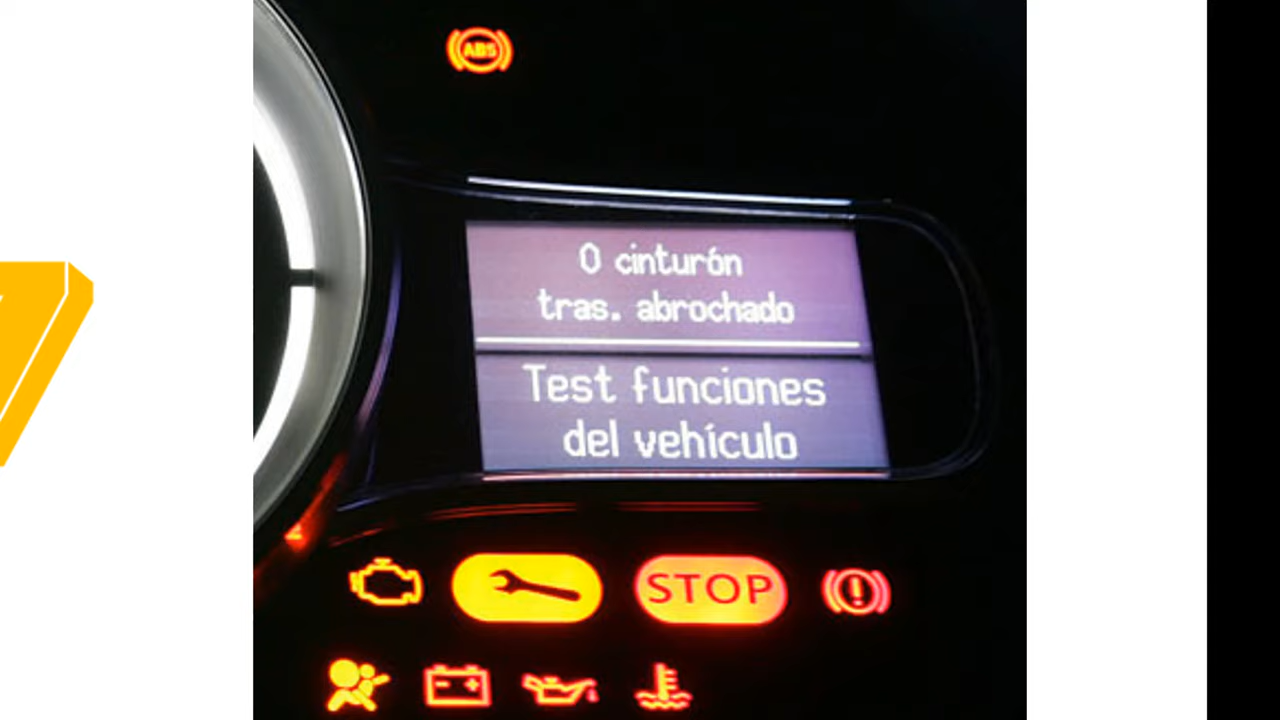 ABS
0 cinturón
tras. abrochado
Test funciones
del vehículo
STOP